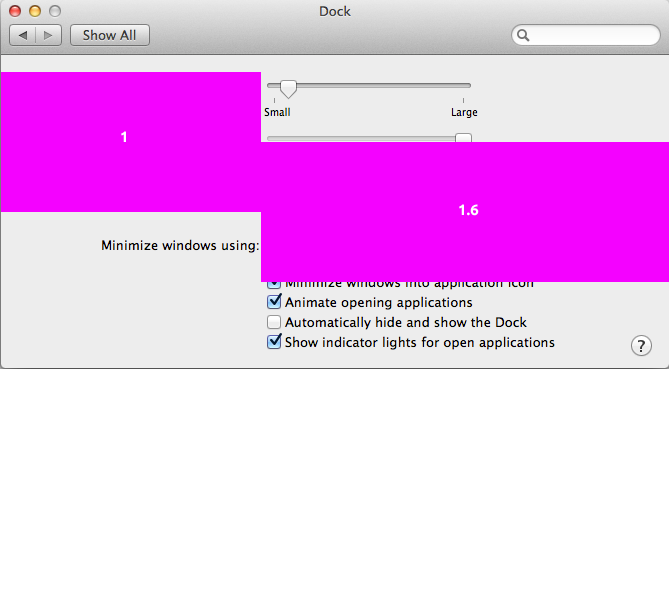 Dock
Show All
1
Small
Large
1.6
Minimize windows using:
Minimize windows into application icon
Animate opening applications
Automatically hide and show the Dock
Show indicator lights for open applications
?